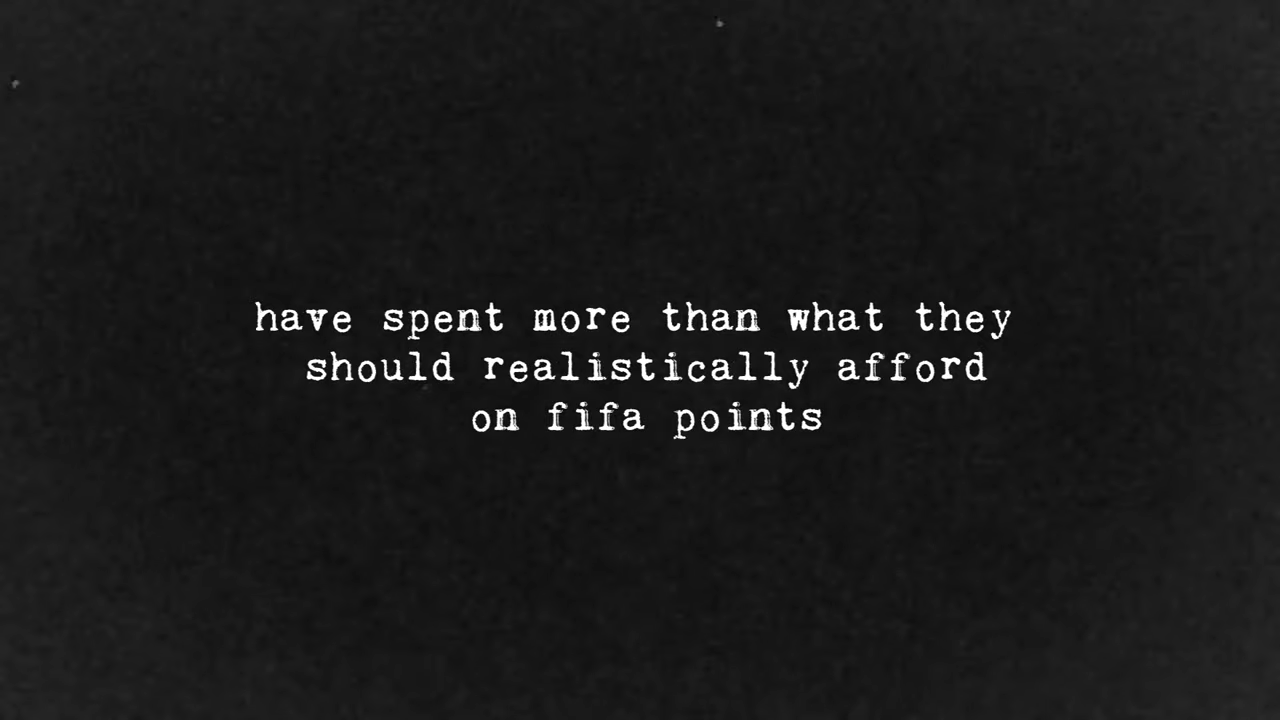 have spent more than what they
should realistically afford
on fifa points